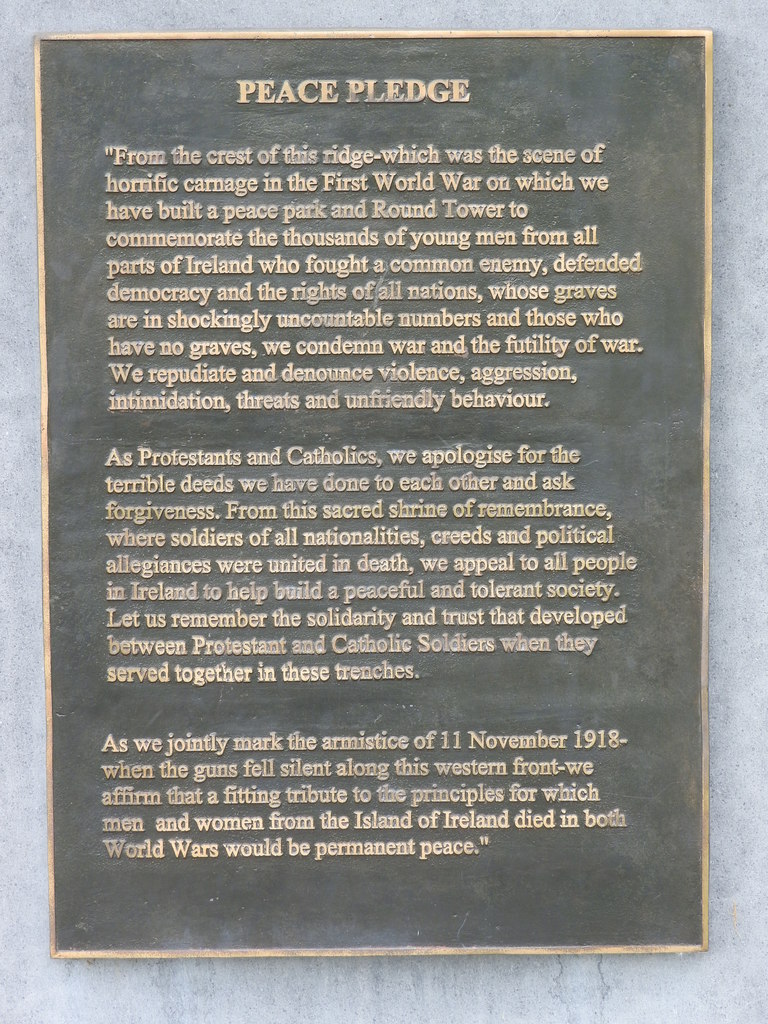 PEACE PLEDGE
"From the crest of this ridge-which was the scene of
horrific carnage in the First World War on which we
have built a peace park and Round Tower to
commemorate the thousands of young men from all
parts of Ireland who fought a common enemy, defended
democracy and the rights of all nations, whose graves
are in shockingly uncountable numbers and those who
have no graves, we condemn war and the futility of war.
We repudiate and denounce violence, aggression,
intimidation, threats and unfriendly behaviour.
As Protestants and Catholics, we apologise for the
terrible deeds we have done to each other and ask
forgiveness. From this sacred shrine of remembrance,
where soldiers of all nationalities, creeds and political
allegiances were united in death, we appeal to all people
in Ireland to help build a peaceful and tolerant society.
Let us remember the solidarity and trust that developed
between Protestant and Catholic Soldiers when they
served together in these trenches.
As we jointly mark the armistice of 11 November 1918-
when the guns fell silent along this western front-we
affirm that a fitting tribute to the principles for which
men and women from the Island of Ireland died in both
World Wars would be permanent peace."